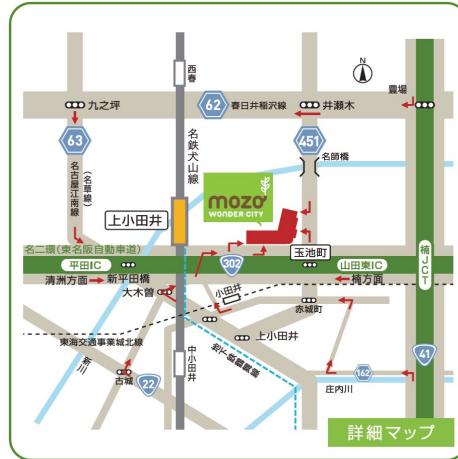 西春
N
豊場
九之坪
62
春日井稲沢線
井瀬木
63
名鉄犬山線
451
名古屋江南線
(名草線)
名師橋
mozo
WONDER CITY
上小田井
玉池町
名二環(東名阪自動車道)
平田IC
302
山田東IC
楠JCT
清洲方面
新平田橋
楠方面
大木曽
小田井
赤城町
東海交通事業城北線
上小田井
新川
中小田井
地下鉄鶴舞線
古城
22
162
庄内川
41
詳細マップ